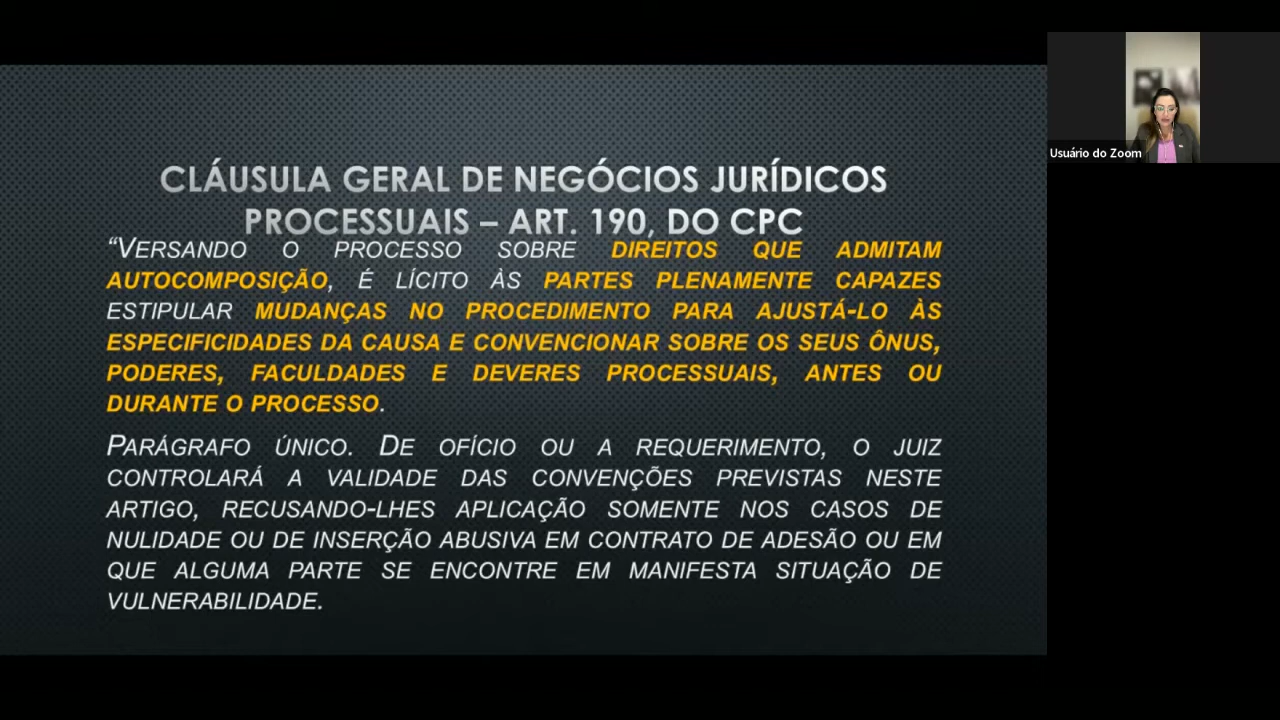 CLÁUSULA GERAL DE NEGÓCIOS JURÍDICOS
PROCESSUAIS – ART. 190, DO CPC
“VERSANDO O PROCESSO SOBRE DIREITOS QUE ADMITAM
AUTOCOMPOSIÇÃO, É LÍCITO ÀS PARTES PLENAMENTE CAPAZES
ESTIPULAR MUDANÇAS NO PROCEDIMENTO PARA AJUSTÁ-LO ÀS
ESPECIFICIDADES DA CAUSA E CONVENCIONAR SOBRE OS SEUS ÔNUS,
PODERES, FACULDADES E DEVERES PROCESSUAIS, ANTES OU
DURANTE O PROCESSO.
PARÁGRAFO ÚNICO. DE OFÍCIO OU A REQUERIMENTO, O JUIZ
CONTROLARÁ A VALIDADE DAS CONVENÇÕES PREVISTAS NESTE
ARTIGO, RECUSANDO-LHES APLICAÇÃO SOMENTE NOS CASOS DE
NULIDADE OU DE INSERÇÃO ABUSIVA EM CONTRATO DE ADESÃO OU EM
QUE ALGUMA PARTE SE ENCONTRE EM MANIFESTA SITUAÇÃO DE
VULNERABILIDADE.
Usuário do Zoom